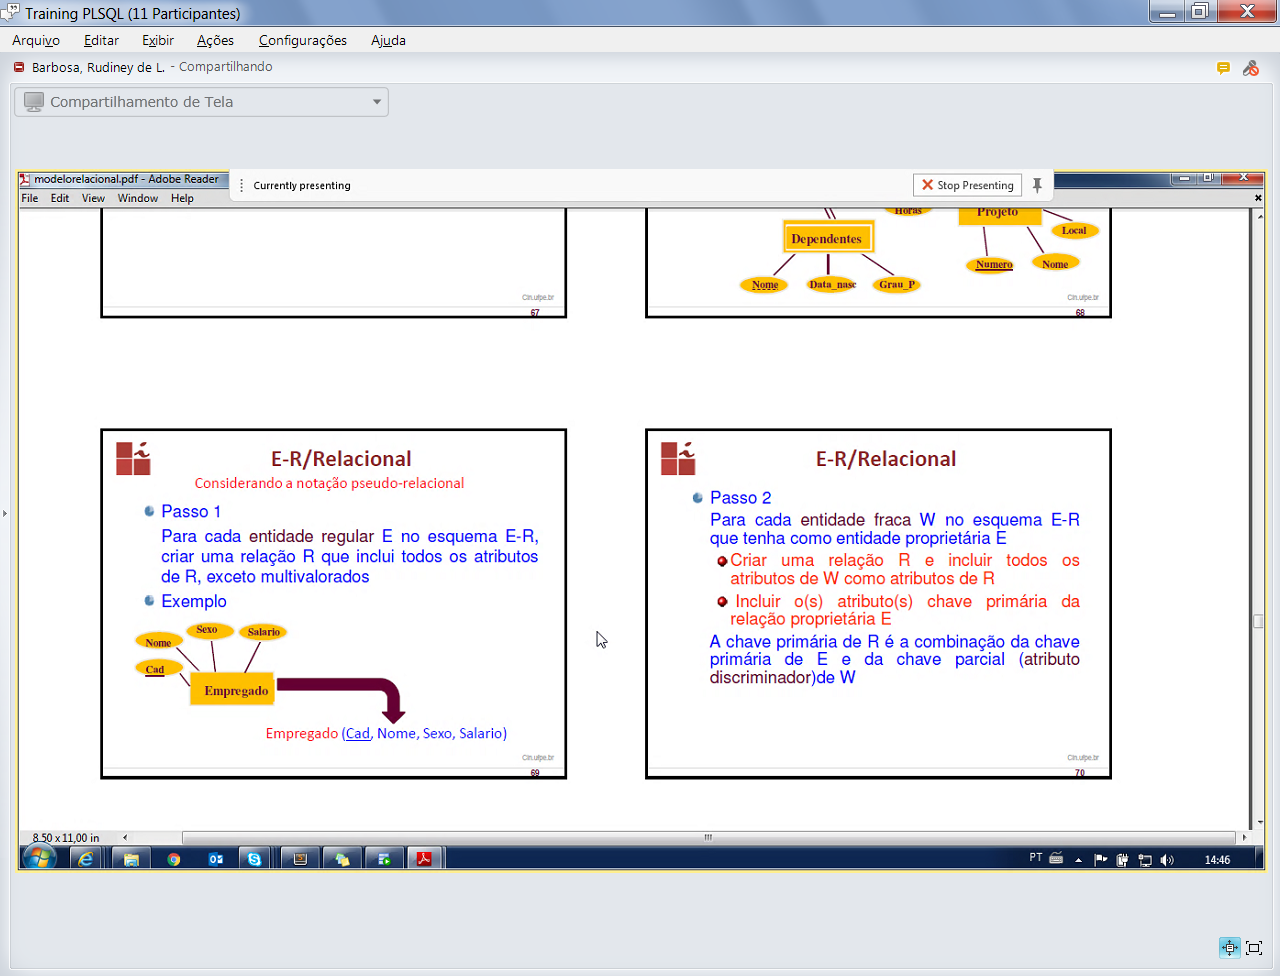 Training PLSQL (11 Participantes)
Arquivo Editar Exibir Ações Configurações Ajuda
Barbosa, Rudiney de L. - Compartilhando
Compartilhamento de Tela
modelorelacional.pdf - Adobe Reader
Currently presenting
Stop Presenting
File Edit View Window Help
Horas
Projeto
Dependentes
Local
Numero
Nome
Nome
Data_nasc
Grau_P
CIn.ufpe.br
67
CIn.ufpe.br
68
E-R/Relacional
Considerando a notação pseudo-relacional
Passo 1
Para cada entidade regular E no esquema E-R,
criar uma relação R que inclui todos os atributos
de R, exceto multivalorados
Exemplo
Nome
Sexo
Salario
Cad
Empregado
Empregado (Cad, Nome, Sexo, Salario)
CIn.ufpe.br
69
E-R/Relacional
Passo 2
Para cada entidade fraca W no esquema E-R
que tenha como entidade proprietária E
Criar uma relação R e incluir todos os
atributos de W como atributos de R
Incluir o(s) atributo(s) chave primária da
relação proprietária E
A chave primária de R é a combinação da chave
primária de E e da chave parcial (atributo
discriminador)de W
CIn.ufpe.br
70
8,50 x 11,00 in
PT
14:46